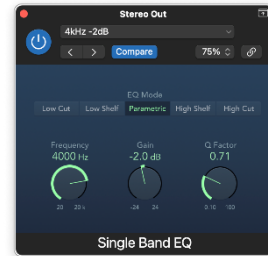 Stereo Out
4kHz -2dB
Compare 75%
EQ Mode
Low Cut Low Shelf Parametric High Shelf High Cut
Frequency Gain Q Factor
4000 Hz -2.0 dB 0.71
20 20 k -24 24 0.10 100
Single Band EQ